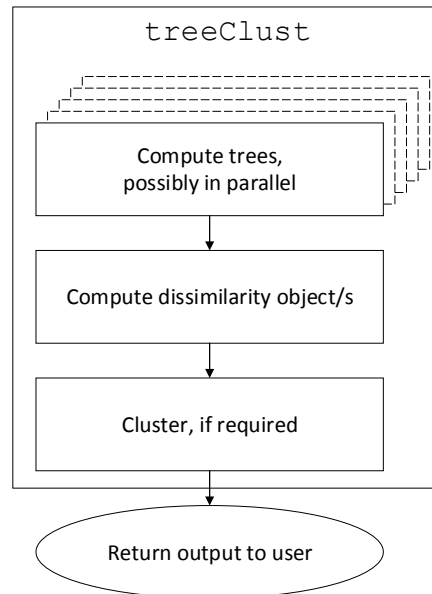 treeClust
Compute trees,
possibly in parallel
Compute dissimilarity object/s
Cluster, if required
Return output to user